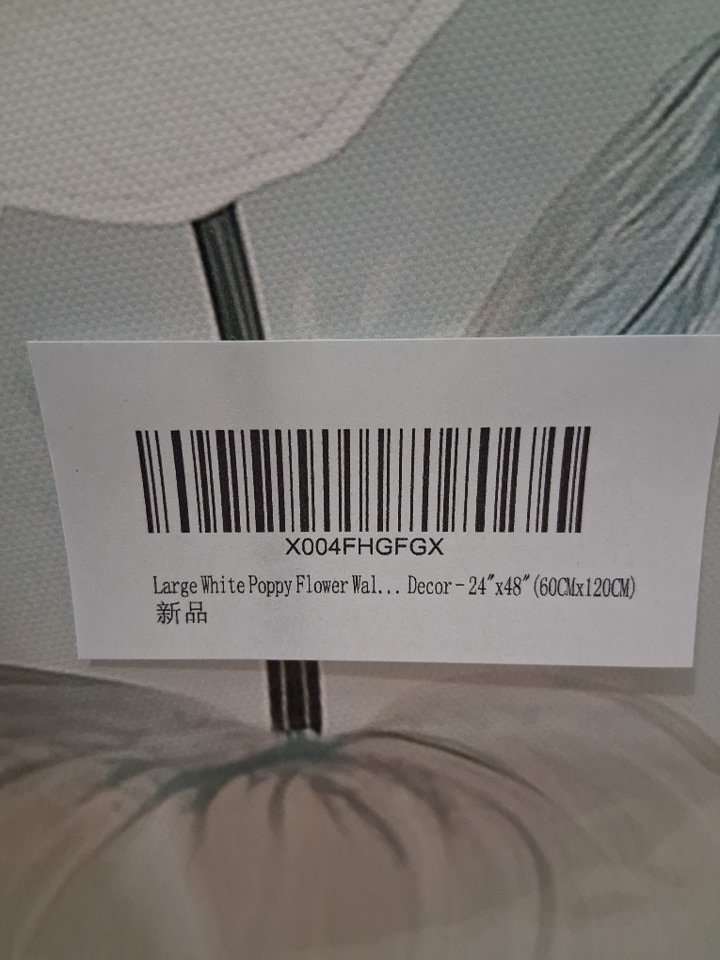 X004FHGFGX
Large White Poppy Flower Wal... Decor - 24"x48" (60CMx120CM)
新品